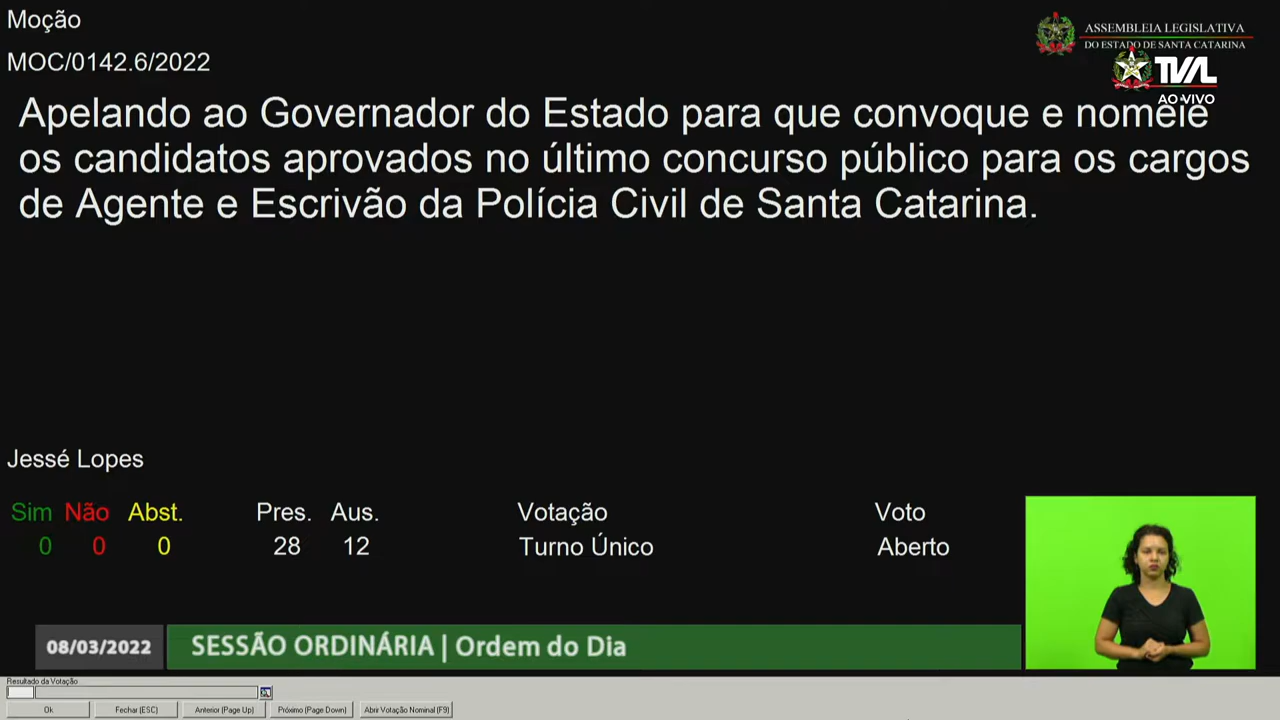 Moção
MOC/0142.6/2022
ASSEMBLEIA LEGISLATIVA
DO ESTADO DE SANTA CATARINA
TVAL
AO VIVO
Apelando ao Governador do Estado para que convoque e nomeie
os candidatos aprovados no último concurso público para os cargos
de Agente e Escrivão da Polícia Civil de Santa Catarina.
Jessé Lopes
Sim Não Abst. Pres. Aus. Votação Voto
0 0 0 28 12 Turno Único Aberto
08/03/2022 SESSÃO ORDINÁRIA | Ordem do Dia
Resultado da Votação
Ok Fechar (ESC) Anterior (Page Up) Próximo (Page Down) Abrir Votação Nominal (F9)